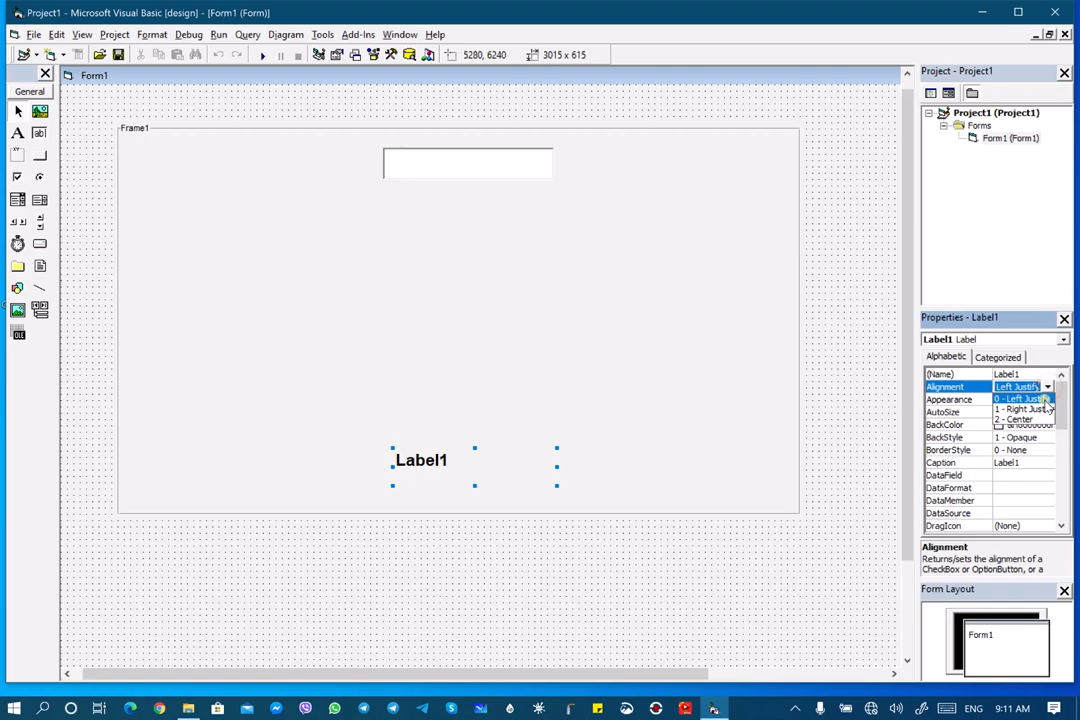 Project1 - Microsoft Visual Basic [design] - [Form1 (Form)]
File Edit View Project Format Debug Run Query Diagram Tools Add-Ins Window Help
5280, 6240
3015 x 615
General
A
ab|
XY
OLE
Form1
Frame1
Label1
Project - Project1
Project1 (Project1)
Forms
Form1 (Form1)
Properties - Label1
Label1 Label
Alphabetic Categorized
(Name) Label1
Alignment Left Justify
0 - Left Justify
1 - Right Justify
2 - Center
Appearance
AutoSize
BackColor
BackStyle 1 - Opaque
BorderStyle 0 - None
Caption Label1
DataField
DataFormat
DataMember
DataSource
DragIcon (None)
Alignment
Returns/sets the alignment of a
CheckBox or OptionButton, or a
Form Layout
Form1
ENG 9:11 AM